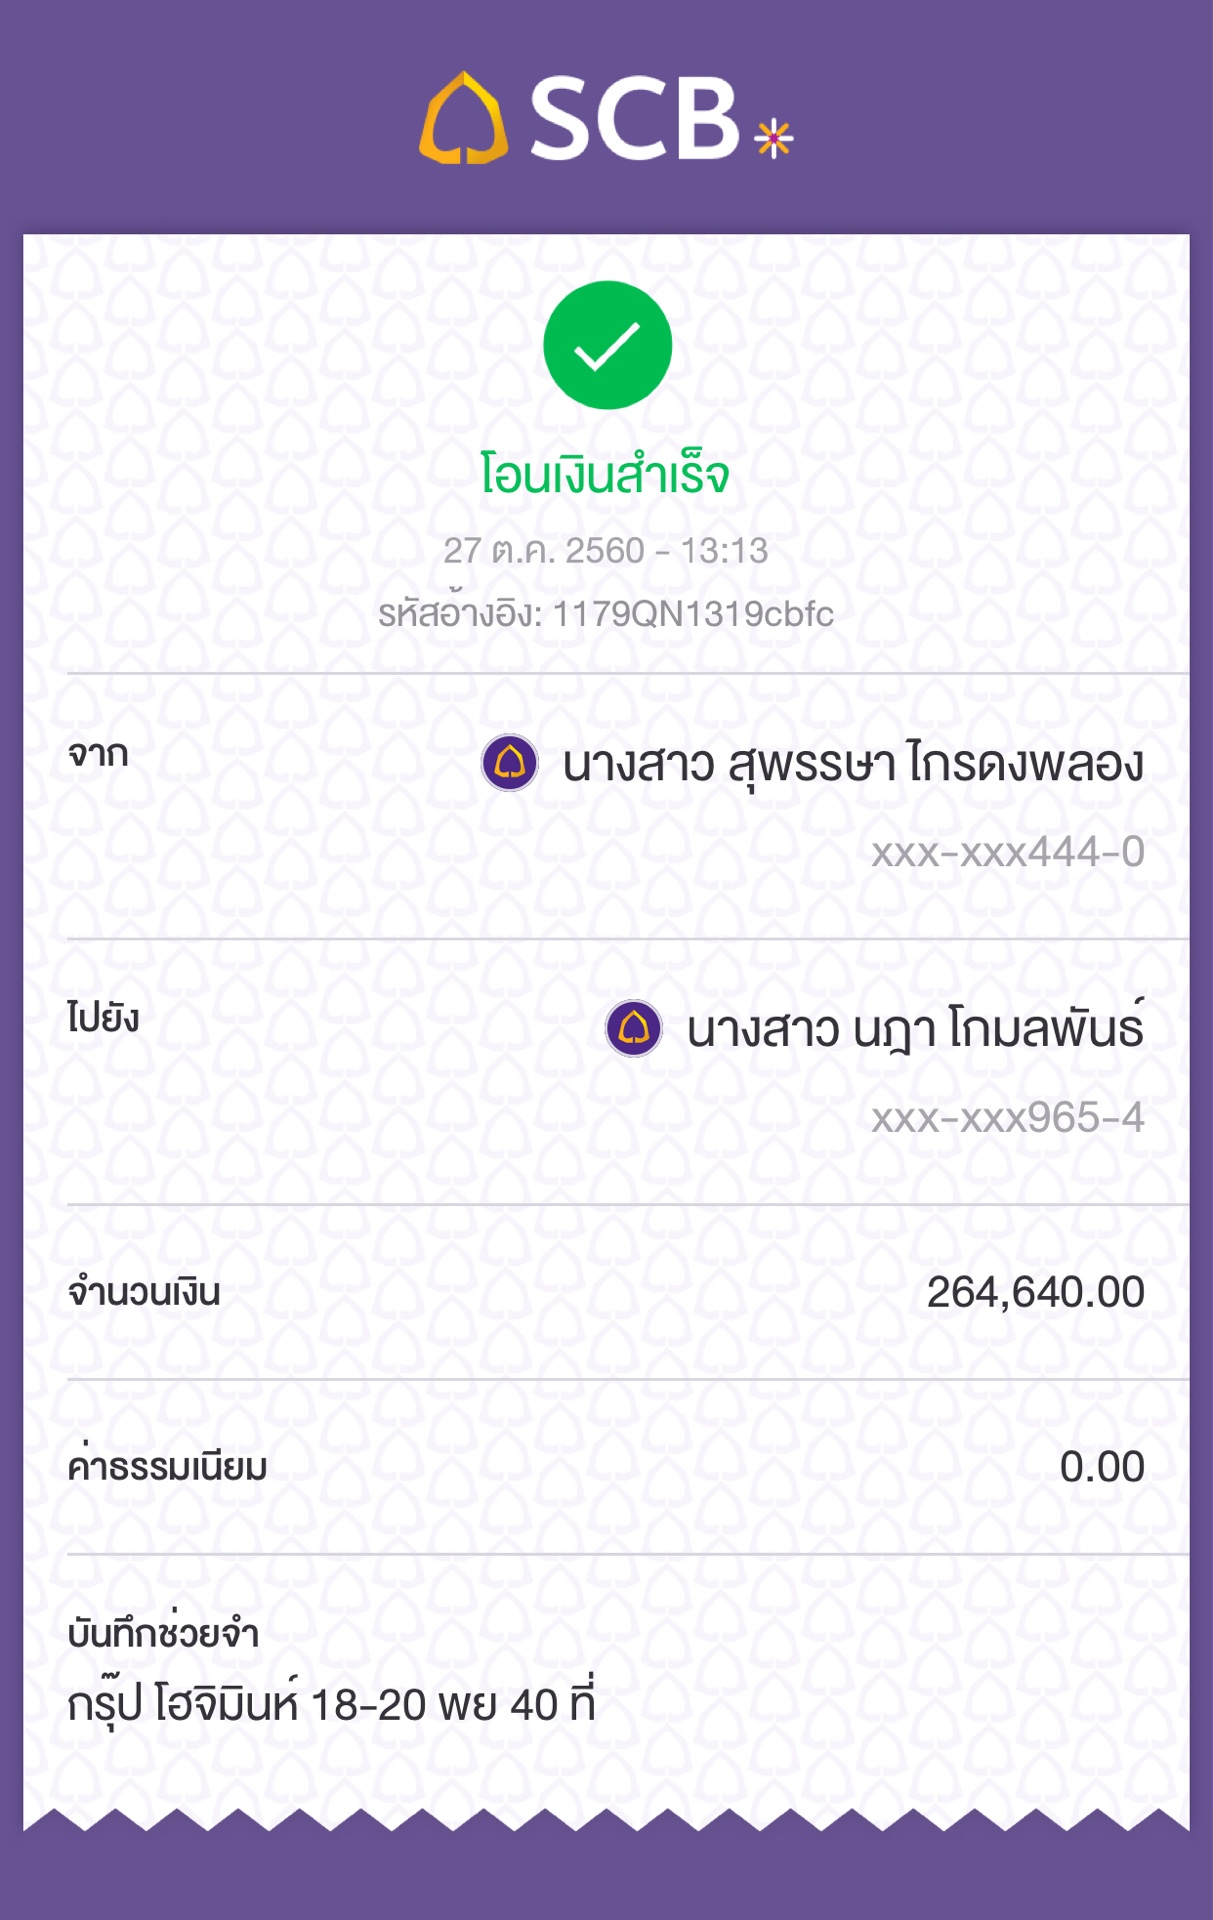 SCB
โอนเงินสำเร็จ
27 ต.ค. 2560 - 13:13
รหัสอ้างอิง: 1179QN1319cbfc
จาก
นางสาว สุพรรษา ไกรดงพลอง
xxx-xxx444-0
ไปยัง
นางสาว นฎา โกมลพันธ์
xxx-xxx965-4
จำนวนเงิน 264,640.00
ค่าธรรมเนียม 0.00
บันทึกช่วยจำ
กรุ๊ป โฮจิมินห์ 18-20 พย 40 ที่